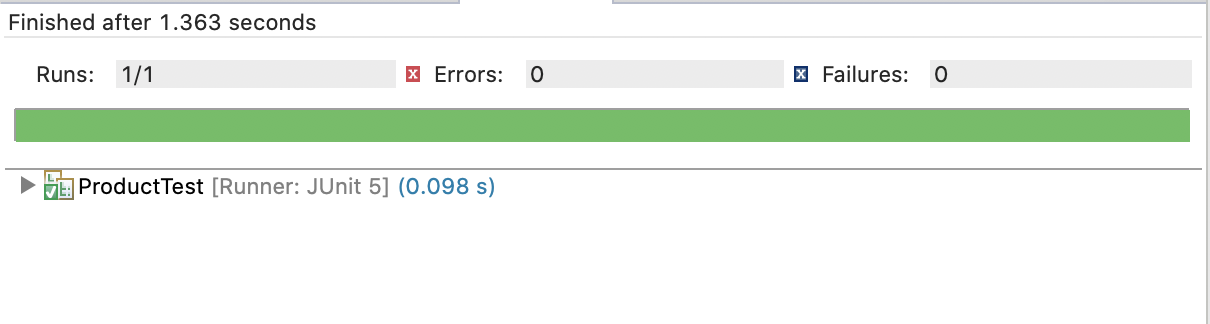 Finished after 1.363 seconds
Runs: 1/1 Errors: 0 Failures: 0
ProductTest [Runner: JUnit 5] (0.098 s)